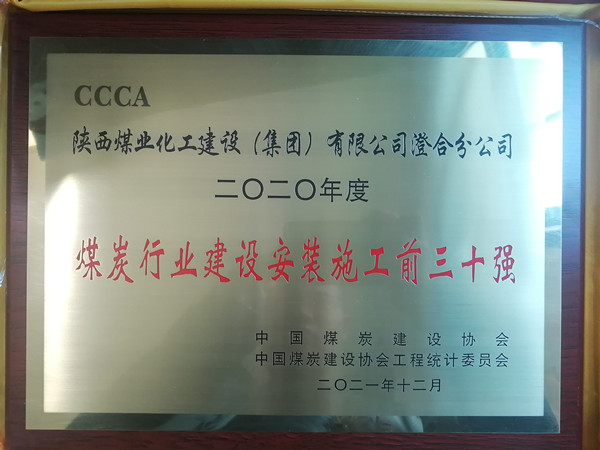 CCCA
陕西煤业化工建设（集团）有限公司澄合分公司
二〇二〇年度
煤炭行业建设安装施工前三十强
中国煤炭建设协会
中国煤炭建设协会工程统计委员会
二〇二一年十二月